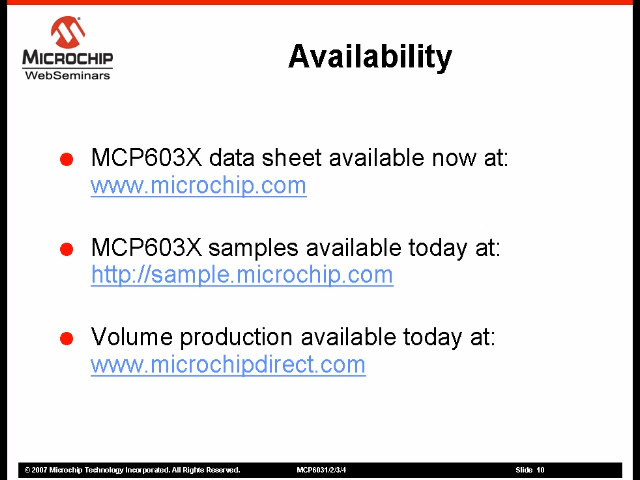 MICROCHIP
WebSeminars
Availability
MCP603X data sheet available now at:
www.microchip.com
MCP603X samples available today at:
http://sample.microchip.com
Volume production available today at:
www.microchipdirect.com
© 2007 Microchip Technology Incorporated. All Rights Reserved. MCP6031/2/3/4 Slide 10